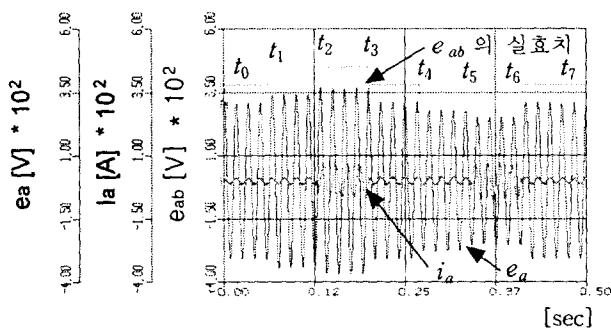 ea [V] * 10²
6.00
3.50
1.00
-1.50
-4.00
Ia [A] * 10²
6.00
3.50
1.00
-1.50
-4.00
eab [V] * 10²
6.00
3.50
1.00
-1.50
-4.00
t0 t1 t2 t3 t4 t5 t6 t7
e_ab 의 실효치
i_a
e_a
0.00 0.12 0.25 0.37 0.50
[sec]